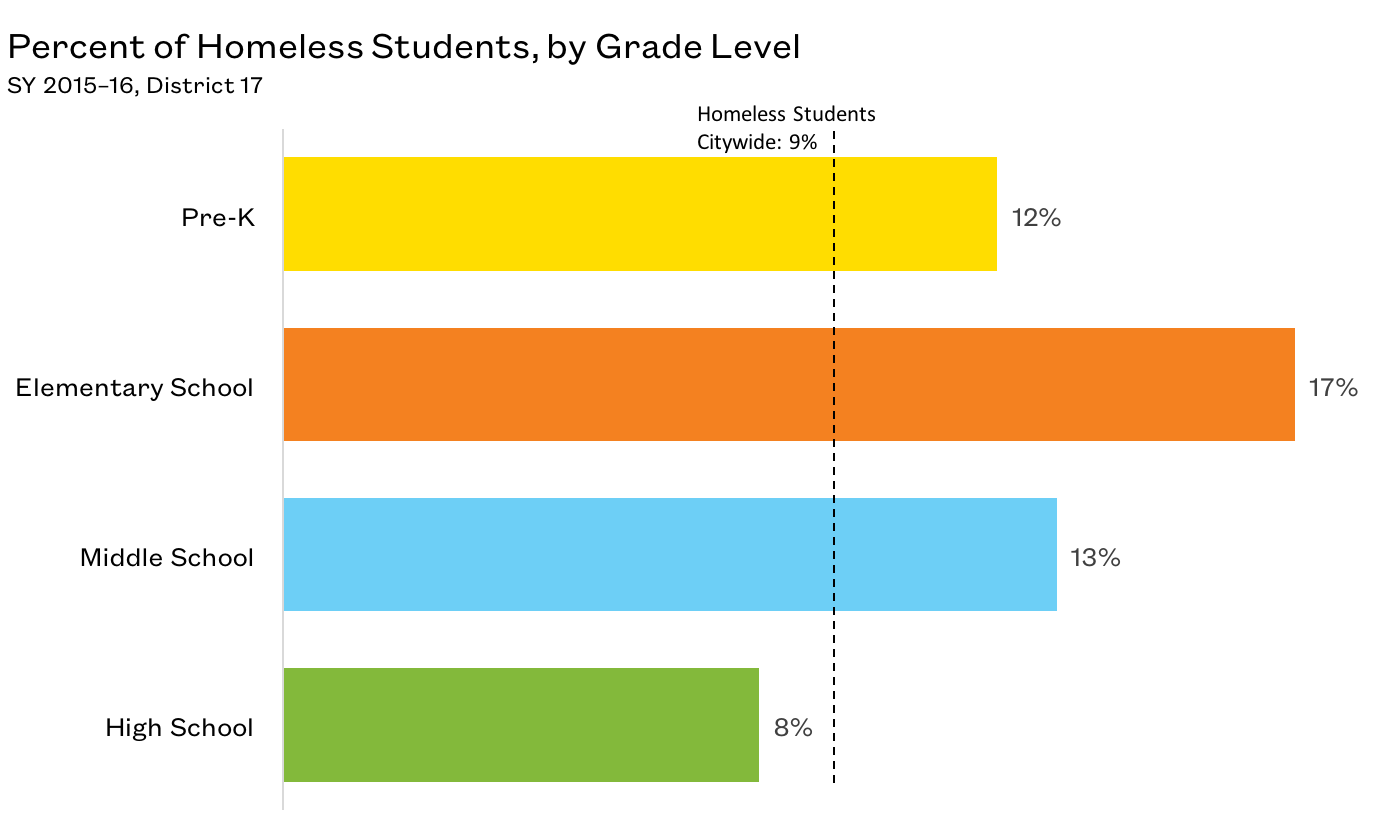 Percent of Homeless Students, by Grade Level
SY 2015–16, District 17
Homeless Students
Citywide: 9%
Pre-K
12%
Elementary School
17%
Middle School
13%
High School
8%